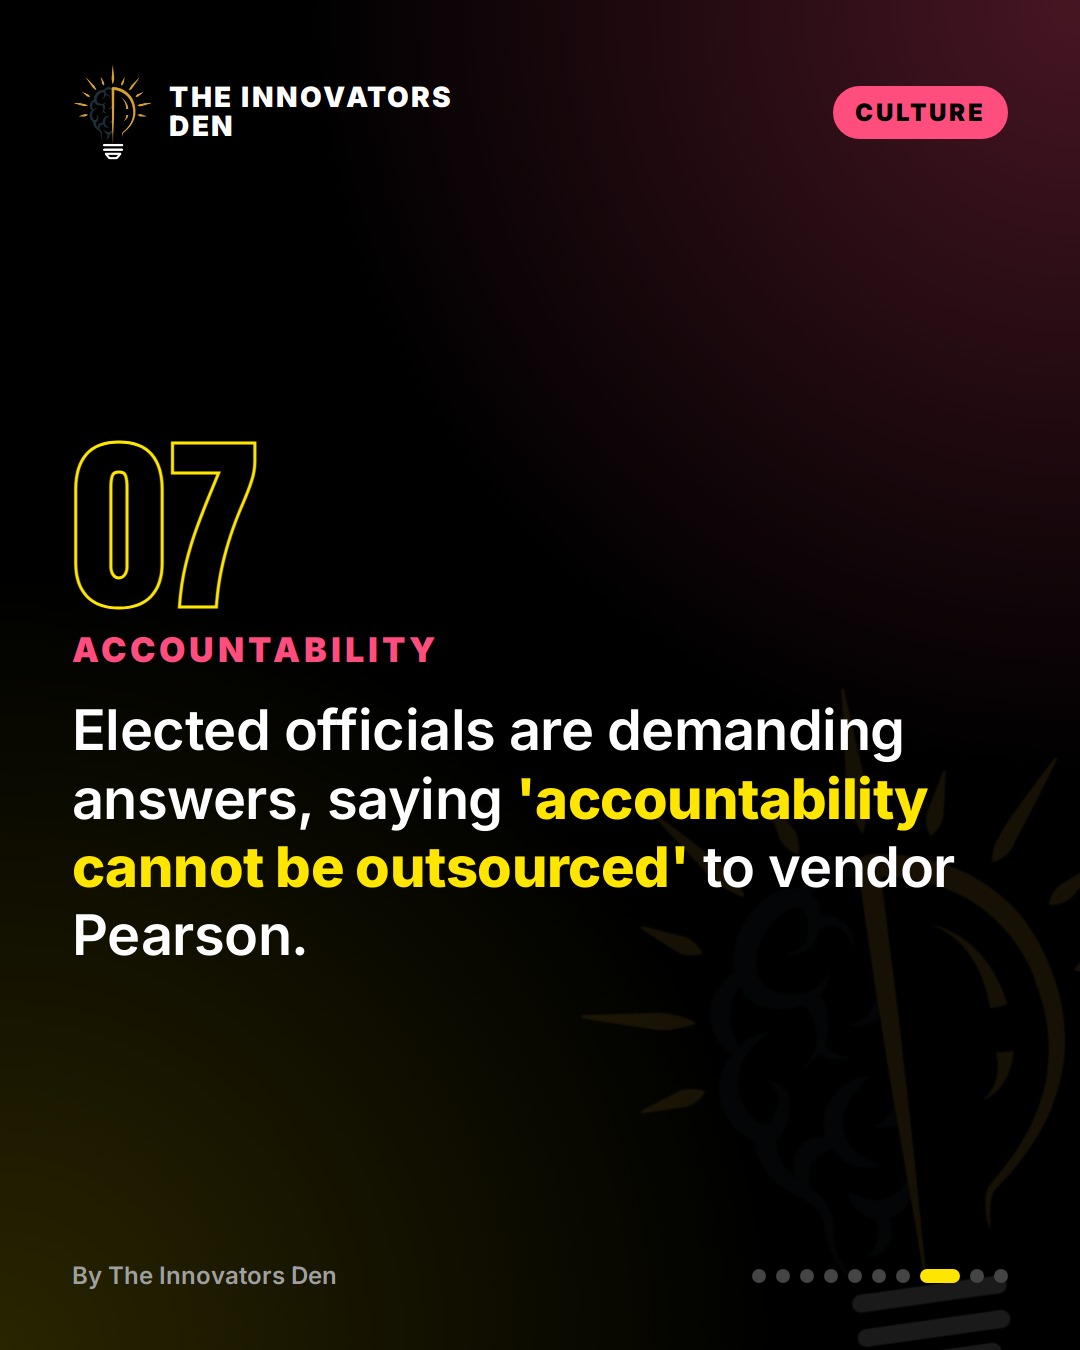 THE INNOVATORS
DEN
CULTURE
07
ACCOUNTABILITY
Elected officials are demanding
answers, saying 'accountability
cannot be outsourced' to vendor
Pearson.
By The Innovators Den